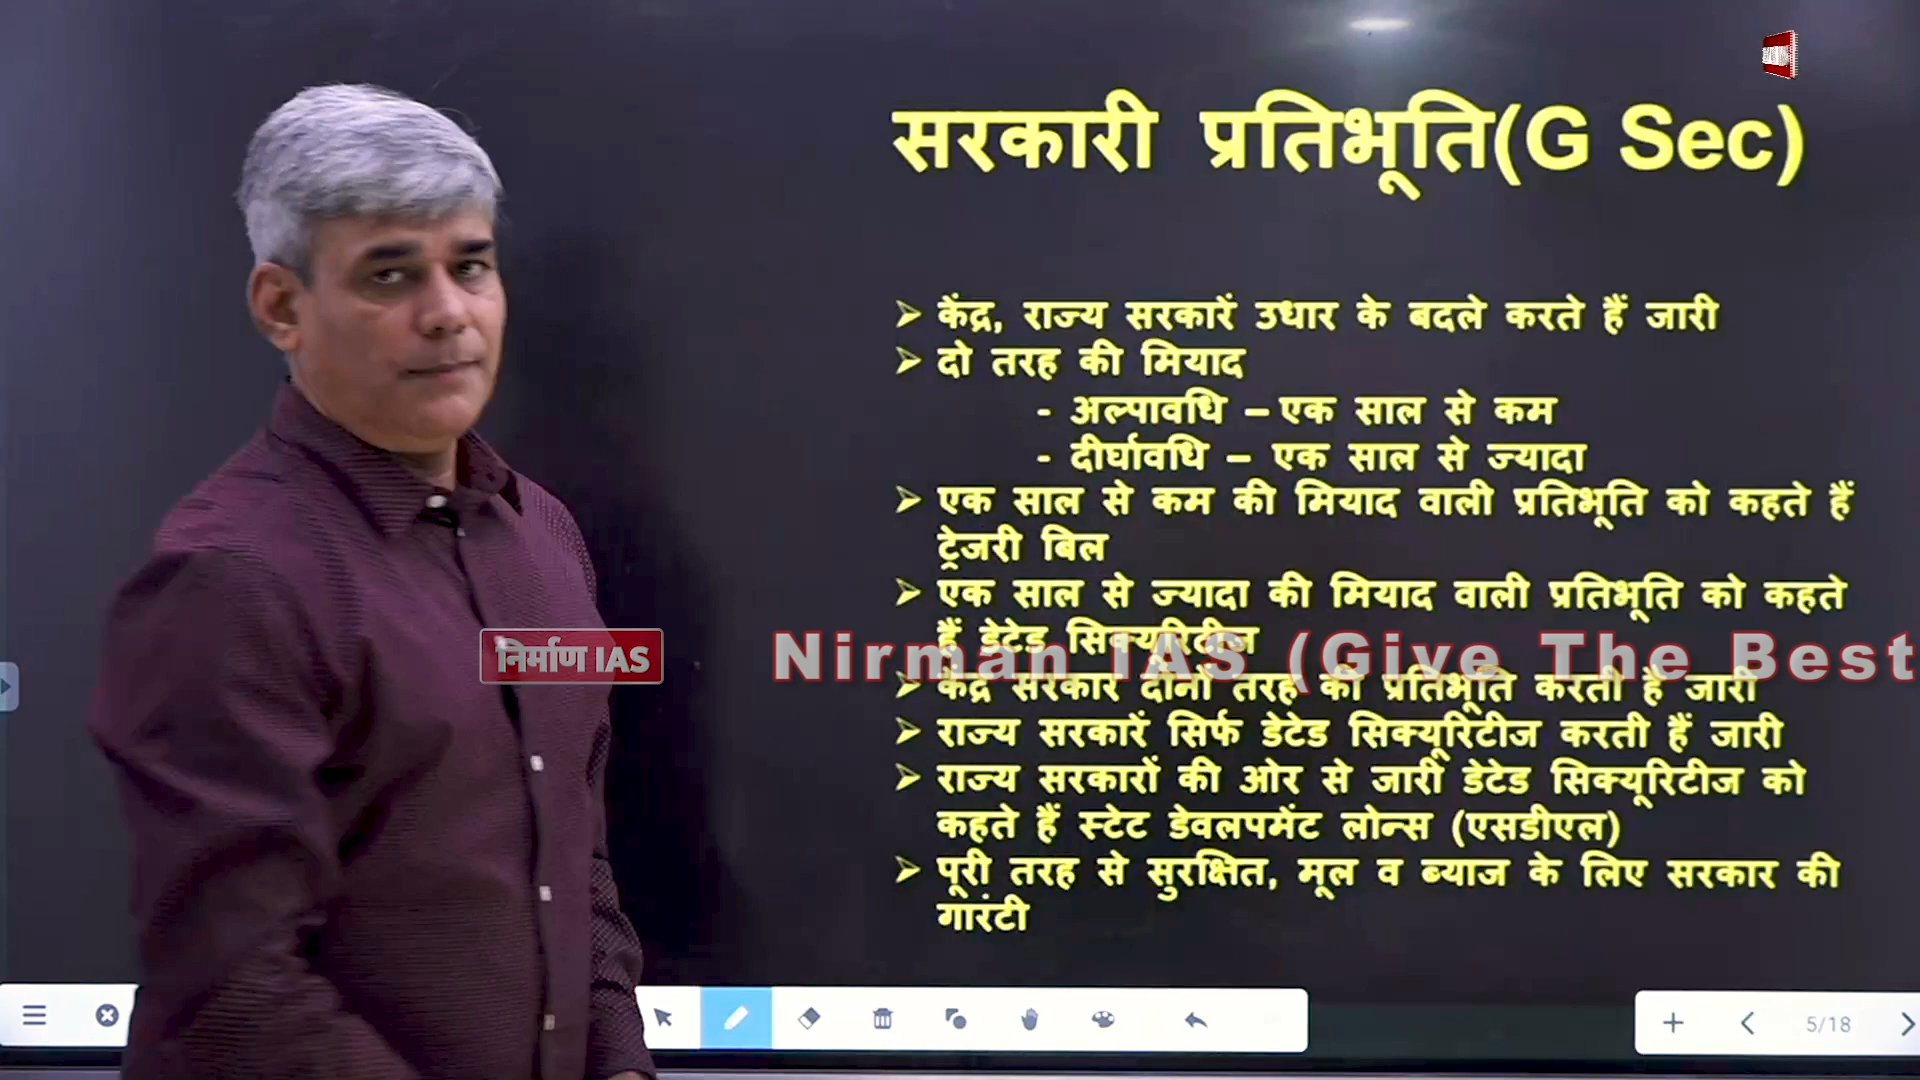 सरकारी प्रतिभूति(G Sec)
➢ केंद्र, राज्य सरकारें उधार के बदले करते हैं जारी
➢ दो तरह की मियाद
- अल्पावधि – एक साल से कम
- दीर्घावधि – एक साल से ज्यादा
➢ एक साल से कम की मियाद वाली प्रतिभूति को कहते हैं
ट्रेजरी बिल
➢ एक साल से ज्यादा की मियाद वाली प्रतिभूति को कहते
हैं डेटेड सिक्यूरिटीज
निर्माण IAS
Nirman IAS (Give The Best
➢ केंद्र सरकार दोनों तरह की प्रतिभूति करती है जारी
➢ राज्य सरकारें सिर्फ डेटेड सिक्यूरिटीज करती हैं जारी
➢ राज्य सरकारों की ओर से जारी डेटेड सिक्यूरिटीज को
कहते हैं स्टेट डेवलपमेंट लोन्स (एसडीएल)
➢ पूरी तरह से सुरक्षित, मूल व ब्याज के लिए सरकार की
गारंटी
5/18